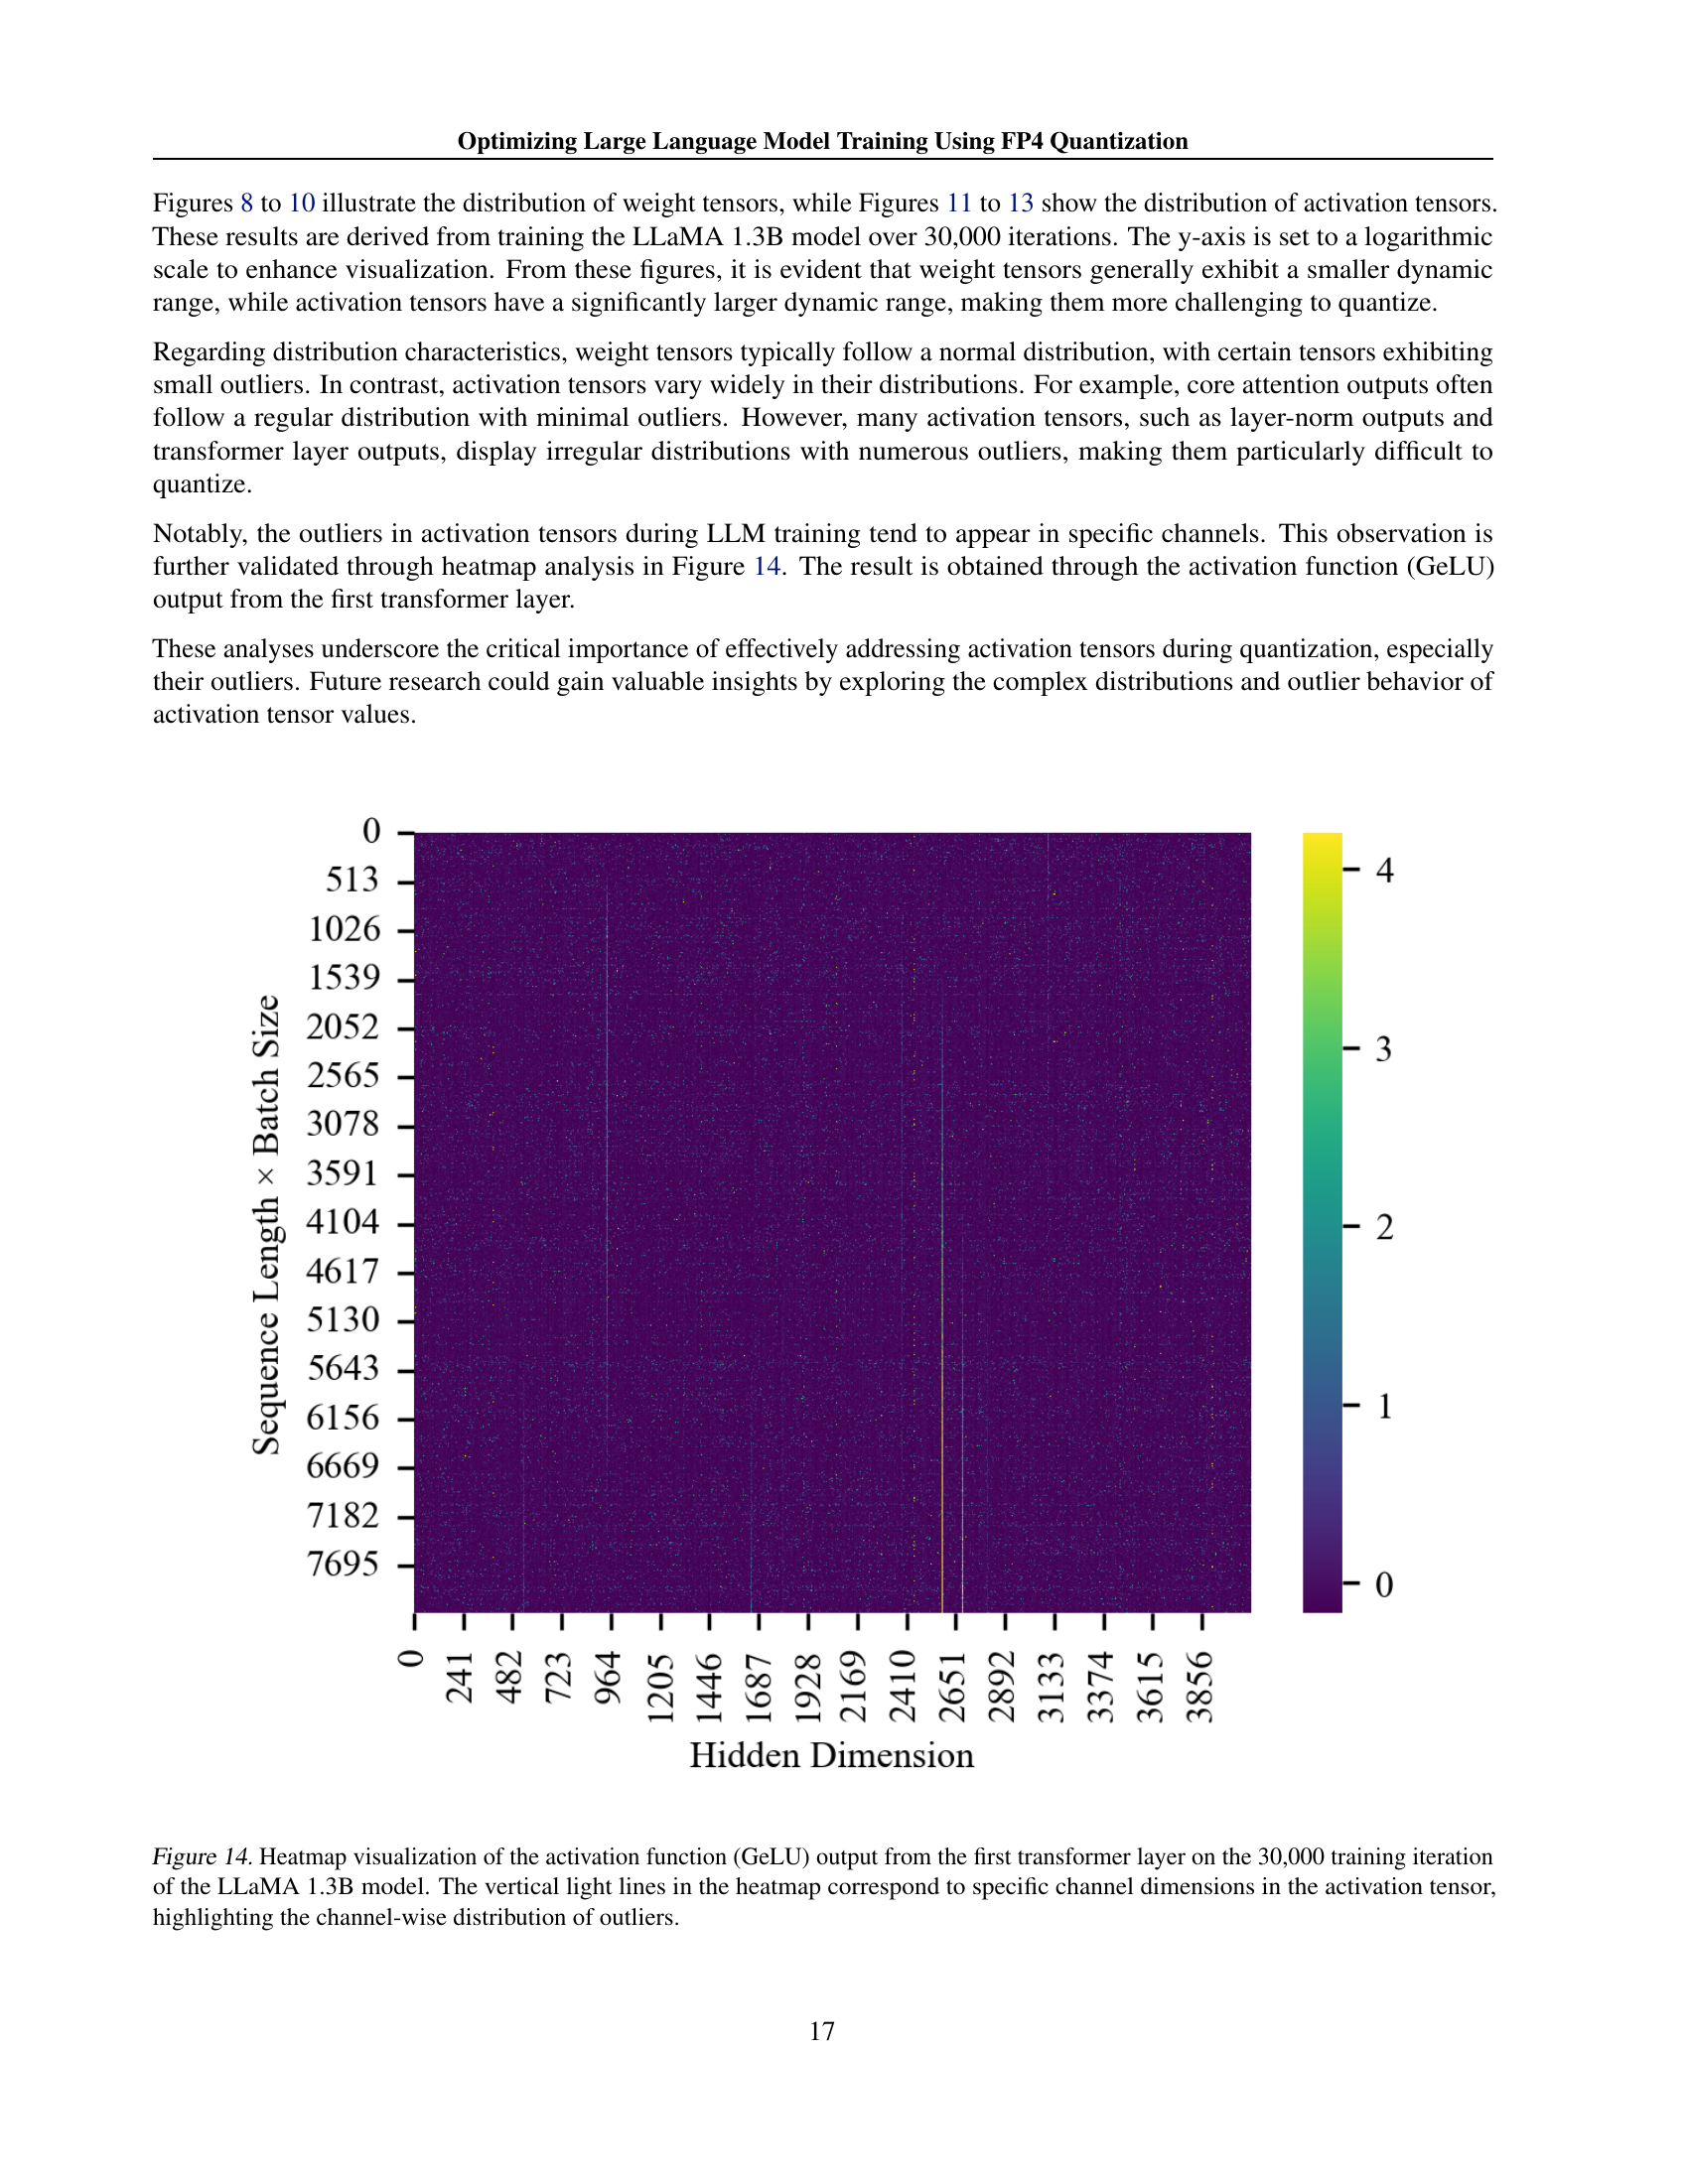 Optimizing Large Language Model Training Using FP4 Quantization
Figures 8 to 10 illustrate the distribution of weight tensors, while Figures 11 to 13 show the distribution of activation tensors.
These results are derived from training the LLaMA 1.3B model over 30,000 iterations. The y-axis is set to a logarithmic
scale to enhance visualization. From these figures, it is evident that weight tensors generally exhibit a smaller dynamic
range, while activation tensors have a significantly larger dynamic range, making them more challenging to quantize.
Regarding distribution characteristics, weight tensors typically follow a normal distribution, with certain tensors exhibiting
small outliers. In contrast, activation tensors vary widely in their distributions. For example, core attention outputs often
follow a regular distribution with minimal outliers. However, many activation tensors, such as layer-norm outputs and
transformer layer outputs, display irregular distributions with numerous outliers, making them particularly difficult to
quantize.
Notably, the outliers in activation tensors during LLM training tend to appear in specific channels. This observation is
further validated through heatmap analysis in Figure 14. The result is obtained through the activation function (GeLU)
output from the first transformer layer.
These analyses underscore the critical importance of effectively addressing activation tensors during quantization, especially
their outliers. Future research could gain valuable insights by exploring the complex distributions and outlier behavior of
activation tensor values.
Sequence Length × Batch Size
0
513
1026
1539
2052
2565
3078
3591
4104
4617
5130
5643
6156
6669
7182
7695
0 241 482 723 964 1205 1446 1687 1928 2169 2410 2651 2892 3133 3374 3615 3856
Hidden Dimension
4
3
2
1
0
Figure 14. Heatmap visualization of the activation function (GeLU) output from the first transformer layer on the 30,000 training iteration
of the LLaMA 1.3B model. The vertical light lines in the heatmap correspond to specific channel dimensions in the activation tensor,
highlighting the channel-wise distribution of outliers.
17